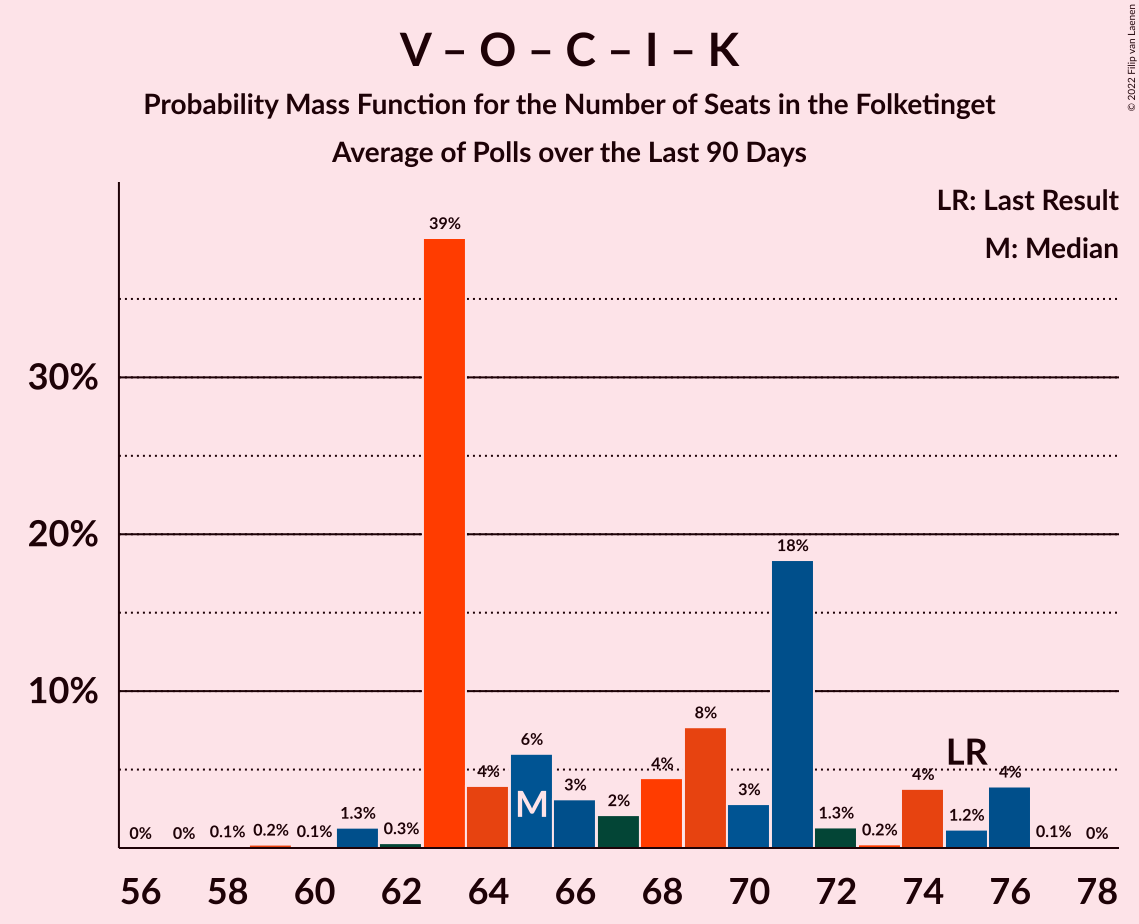 V – O – C – I – K
Probability Mass Function for the Number of Seats in the Folketinget
Average of Polls over the Last 90 Days
© 2022 Filip van Laenen
LR: Last Result
M: Median
39%
30%
20%
18%
10%
8%
6%
LR
4%
4%
4%
4%
3%
3%
M
2%
0%
0%
0.1%
0.2%
0.1%
1.3%
0.3%
1.3%
0.2%
1.2%
0.1%
0%
56 58 60 62 64 66 68 70 72 74 76 78